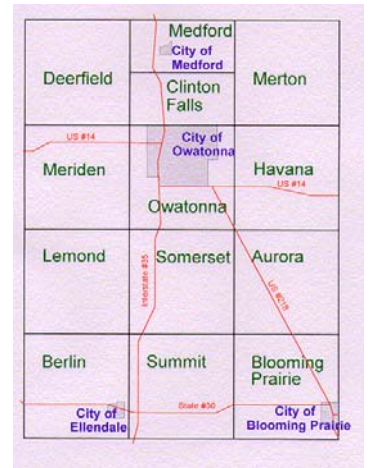 Medford
City of
Medford
Deerfield
Clinton
Falls
Merton
US #14
City of
Owatonna
Meriden
Havana
US #14
Owatonna
Lemond
Interstate #35
Somerset
Aurora
US #218
Berlin
Summit
Blooming
Prairie
State #30
City of
Ellendale
City of
Blooming Prairie